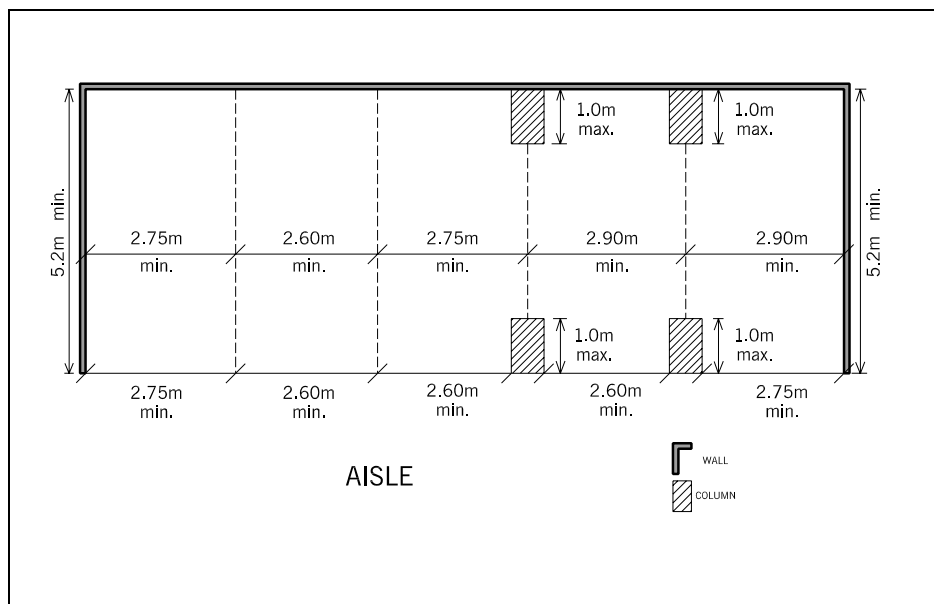 1.0m
max.
1.0m
max.
5.2m min.
2.75m
min.
2.60m
min.
2.75m
min.
2.90m
min.
2.90m
min.
5.2m min.
1.0m
max.
1.0m
max.
2.75m
min.
2.60m
min.
2.60m
min.
2.60m
min.
2.75m
min.
AISLE
WALL
COLUMN